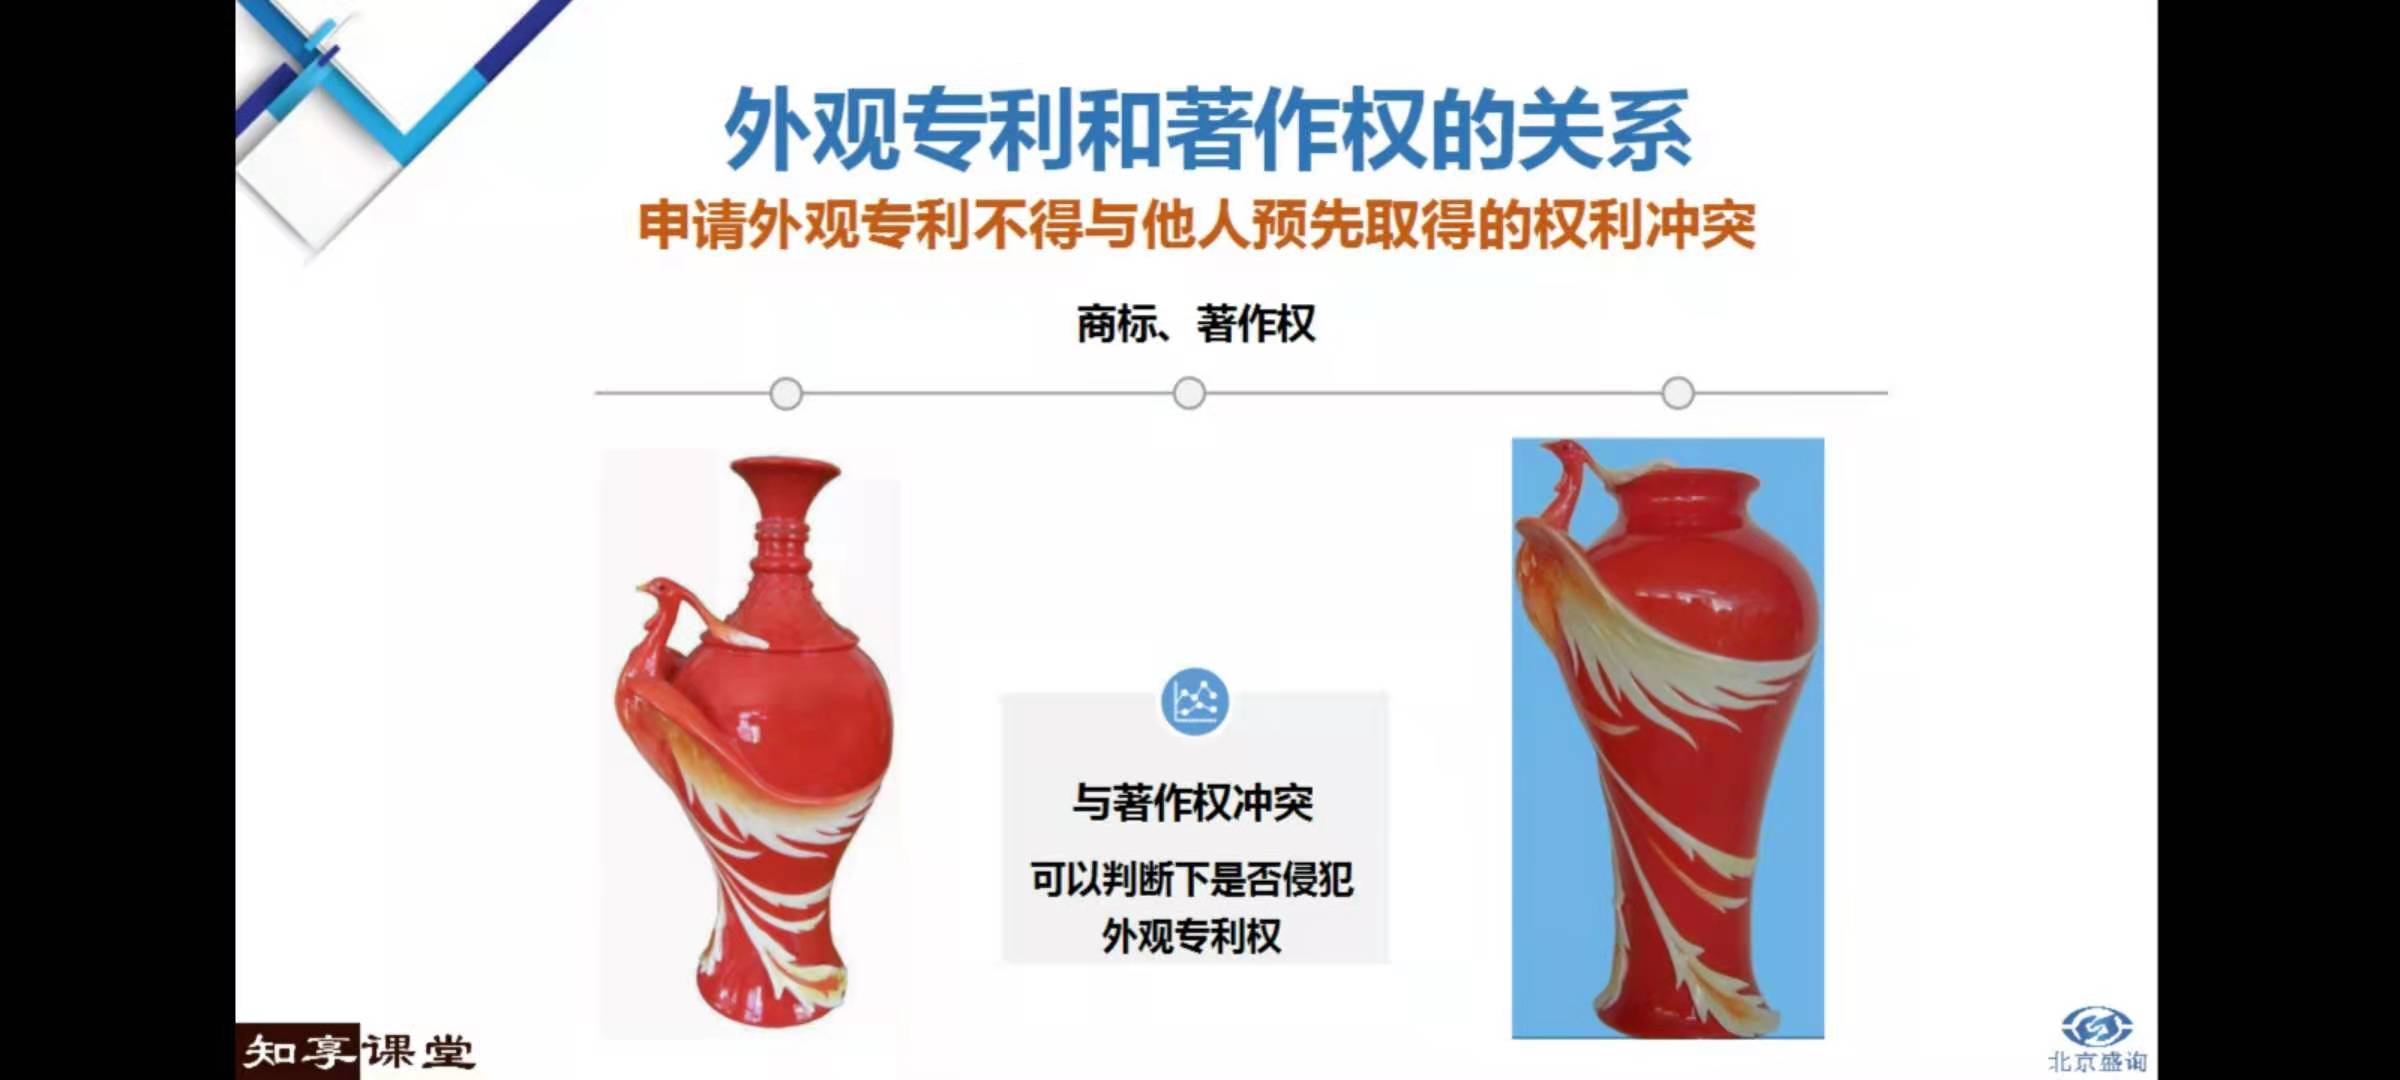 外观专利和著作权的关系
申请外观专利不得与他人预先取得的权利冲突
商标、著作权
与著作权冲突
可以判断下是否侵犯
外观专利权
知享课堂
北京盛询